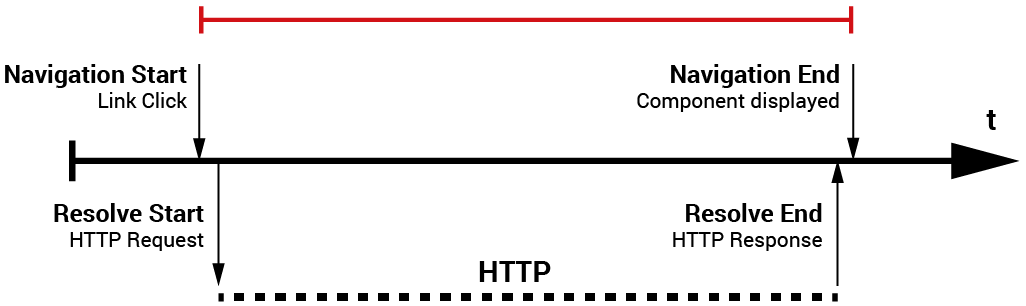 Navigation Start
Link Click
Navigation End
Component displayed
t
Resolve Start
HTTP Request
Resolve End
HTTP Response
HTTP